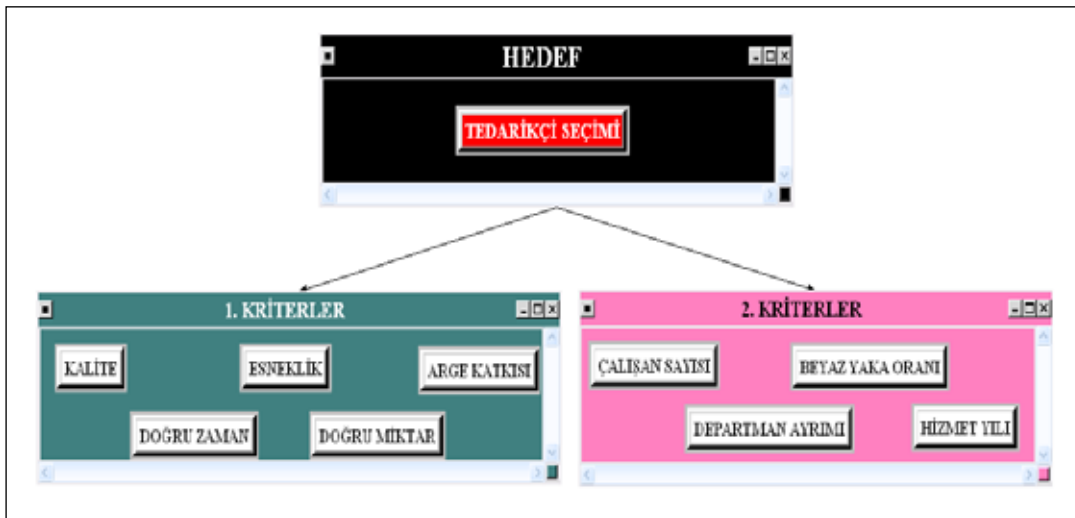 HEDEF
TEDARİKÇİ SEÇİMİ
1. KRİTERLER
KALİTE
ESNEKLİK
ARGE KATKISI
DOĞRU ZAMAN
DOĞRU MİKTAR
2. KRİTERLER
ÇALIŞAN SAYISI
BEYAZ YAKA ORANI
DEPARTMAN AYRIMI
HİZMET YILI